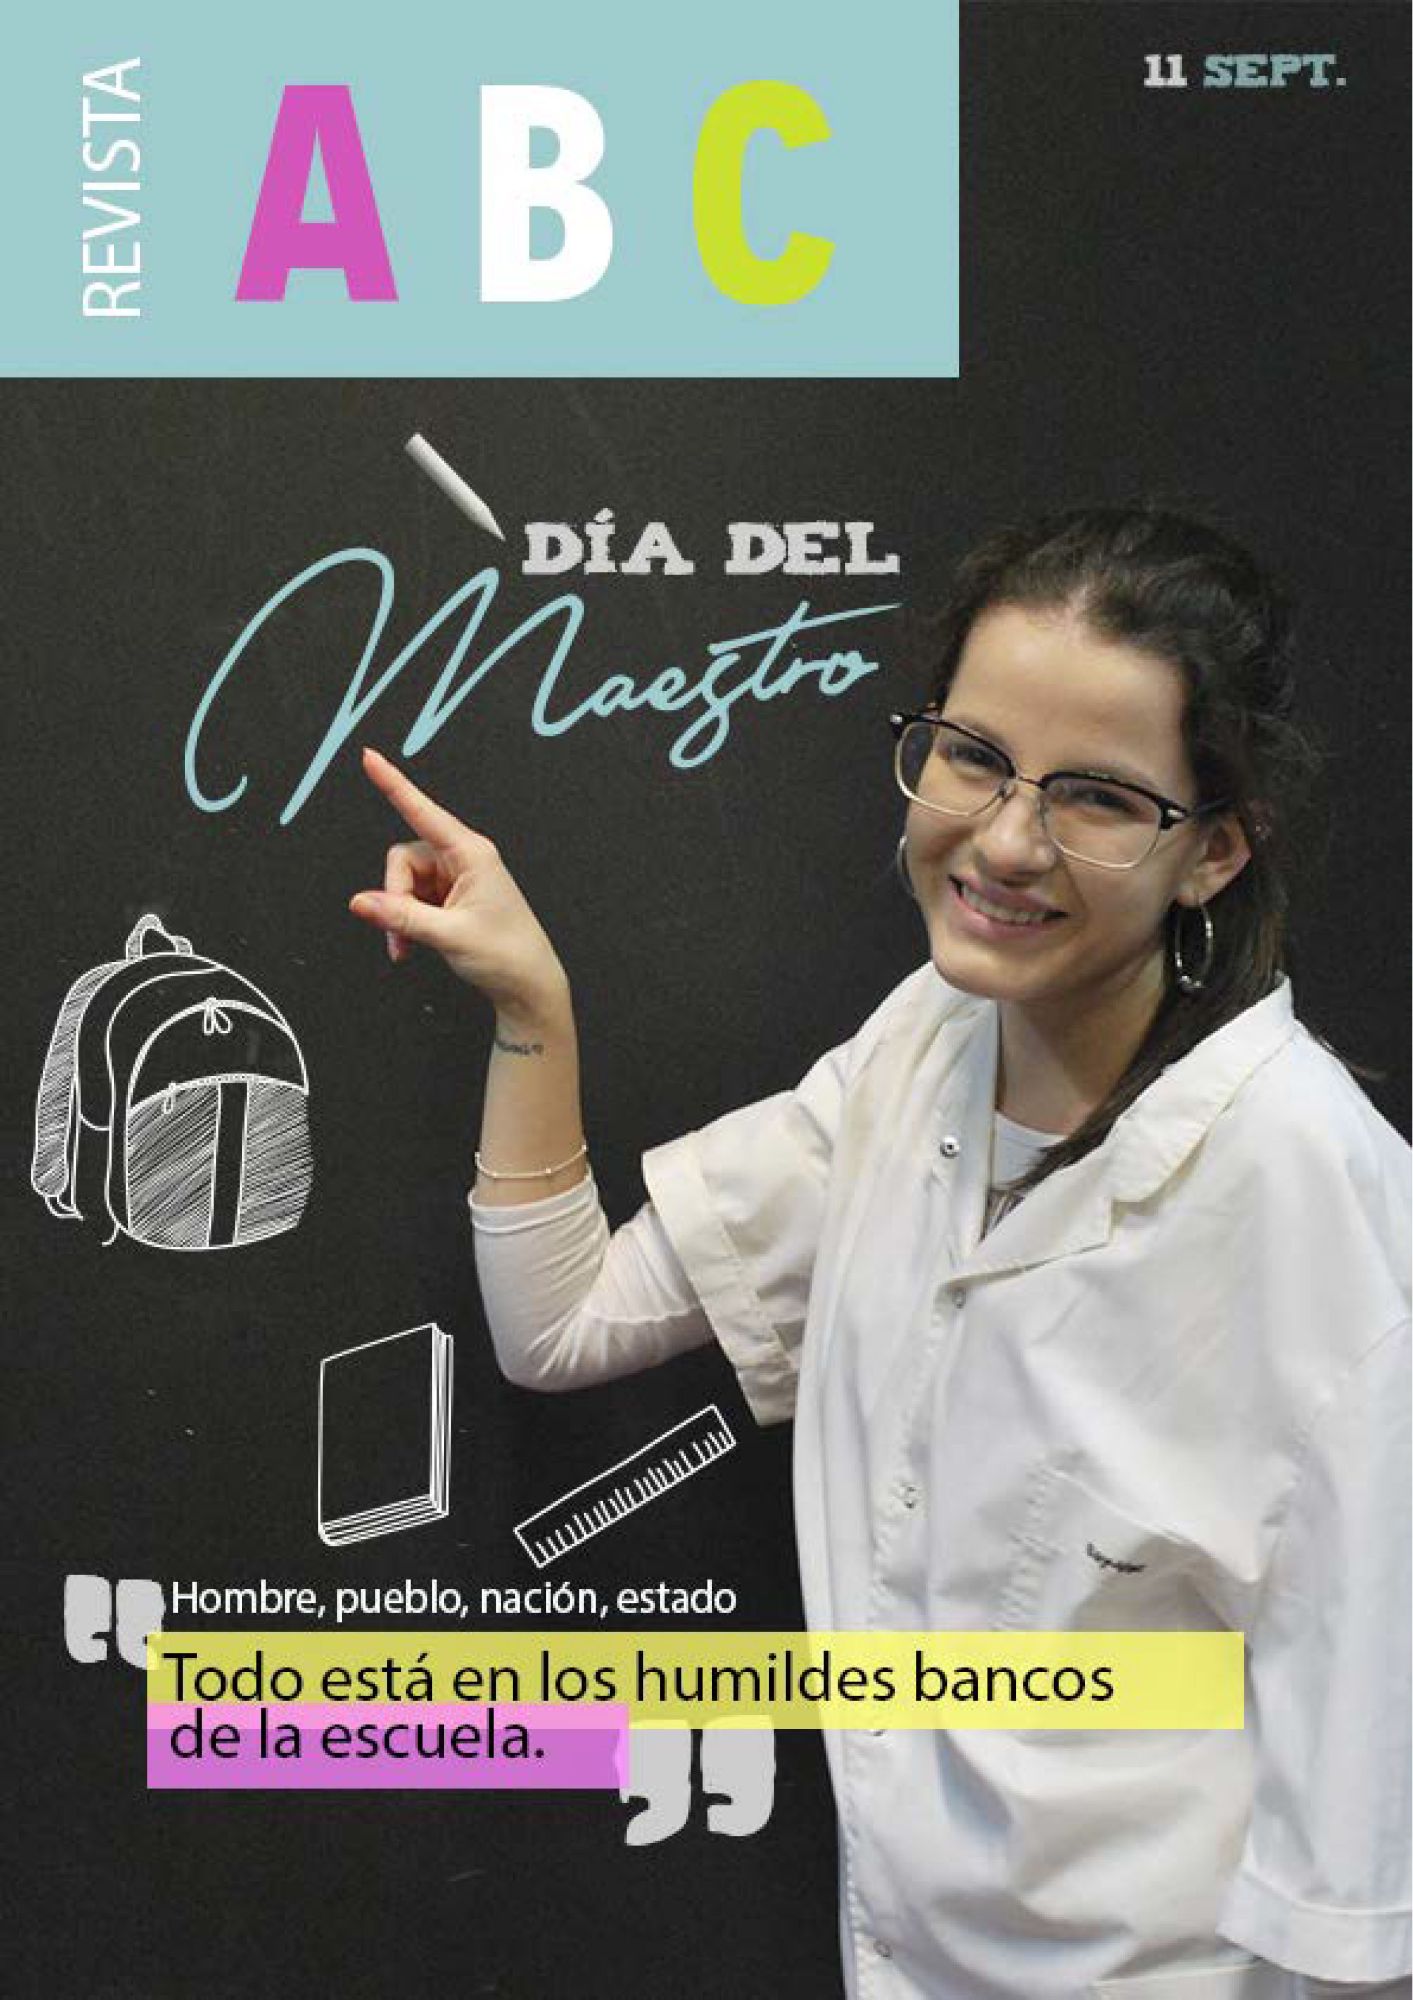 REVISTA
A B C
11 SEPT.
DÍA DEL
Maestro
Hombre, pueblo, nación, estado
Todo está en los humildes bancos
de la escuela.